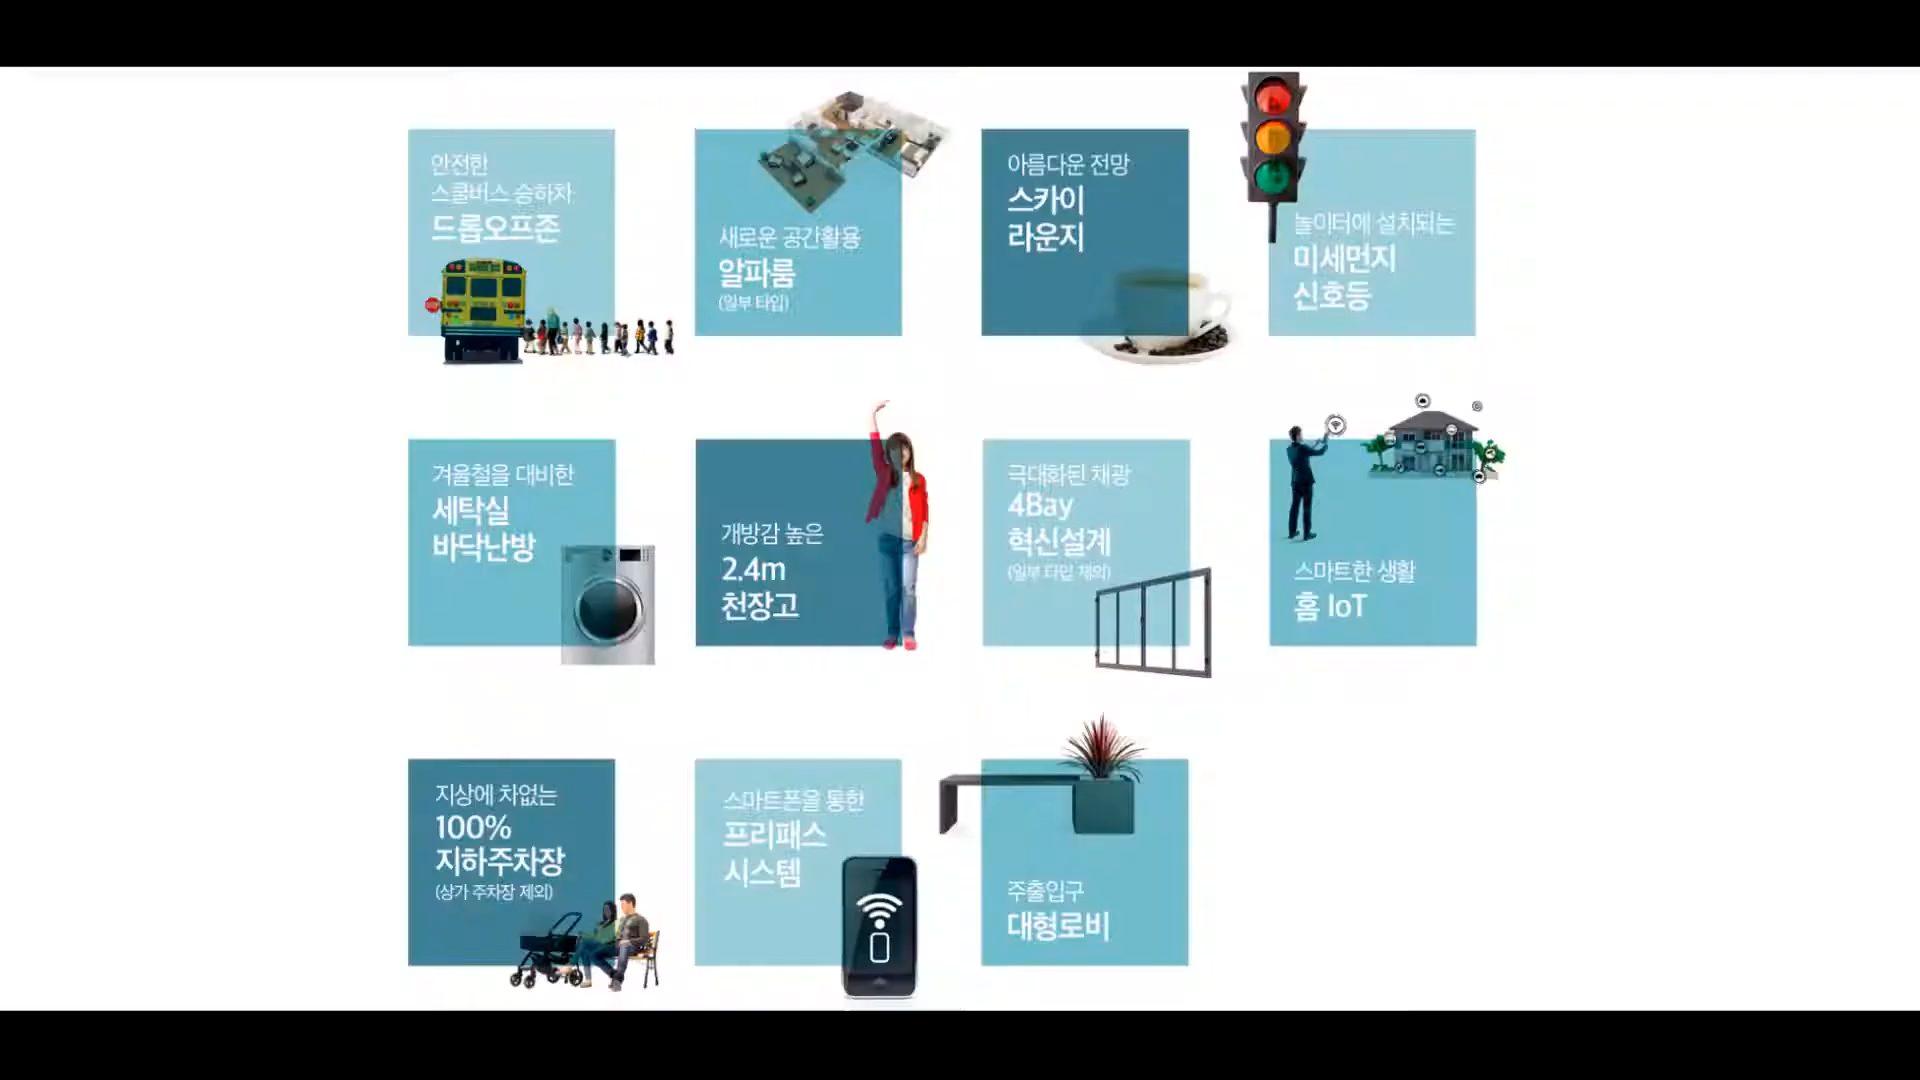 안전한
스쿨버스 승하차
드롭오프존
새로운 공간활용
알파룸
(일부 타입)
아름다운 전망
스카이
라운지
놀이터에 설치되는
미세먼지
신호등
겨울철을 대비한
세탁실
바닥난방
개방감 높은
2.4m
천장고
극대화된 채광
4Bay
혁신설계
(일부 타입 제외)
스마트한 생활
홈 IoT
지상에 차없는
100%
지하주차장
(상가 주차장 제외)
스마트폰을 통한
프리패스
시스템
주출입구
대형로비